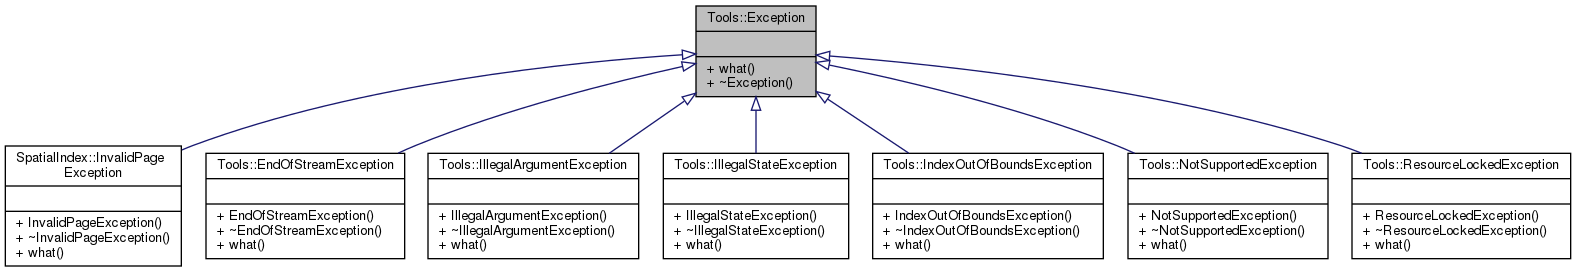 Tools::Exception
+ what()
+ ~Exception()
SpatialIndex::InvalidPage
Exception
+ InvalidPageException()
+ ~InvalidPageException()
+ what()
Tools::EndOfStreamException
+ EndOfStreamException()
+ ~EndOfStreamException()
+ what()
Tools::IllegalArgumentException
+ IllegalArgumentException()
+ ~IllegalArgumentException()
+ what()
Tools::IllegalStateException
+ IllegalStateException()
+ ~IllegalStateException()
+ what()
Tools::IndexOutOfBoundsException
+ IndexOutOfBoundsException()
+ ~IndexOutOfBoundsException()
+ what()
Tools::NotSupportedException
+ NotSupportedException()
+ ~NotSupportedException()
+ what()
Tools::ResourceLockedException
+ ResourceLockedException()
+ ~ResourceLockedException()
+ what()